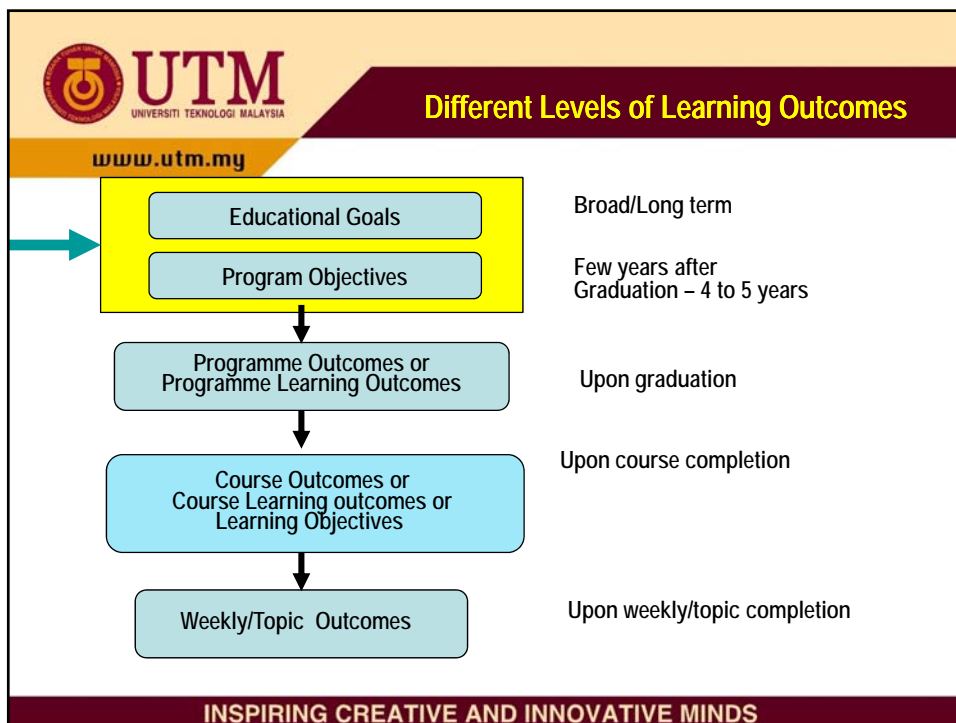 UTM
UNIVERSITI TEKNOLOGI MALAYSIA
www.utm.my
Different Levels of Learning Outcomes
Educational Goals
Broad/Long term
Program Objectives
Few years after
Graduation – 4 to 5 years
Programme Outcomes or
Programme Learning Outcomes
Upon graduation
Course Outcomes or
Course Learning outcomes or
Learning Objectives
Upon course completion
Weekly/Topic Outcomes
Upon weekly/topic completion
INSPIRING CREATIVE AND INNOVATIVE MINDS